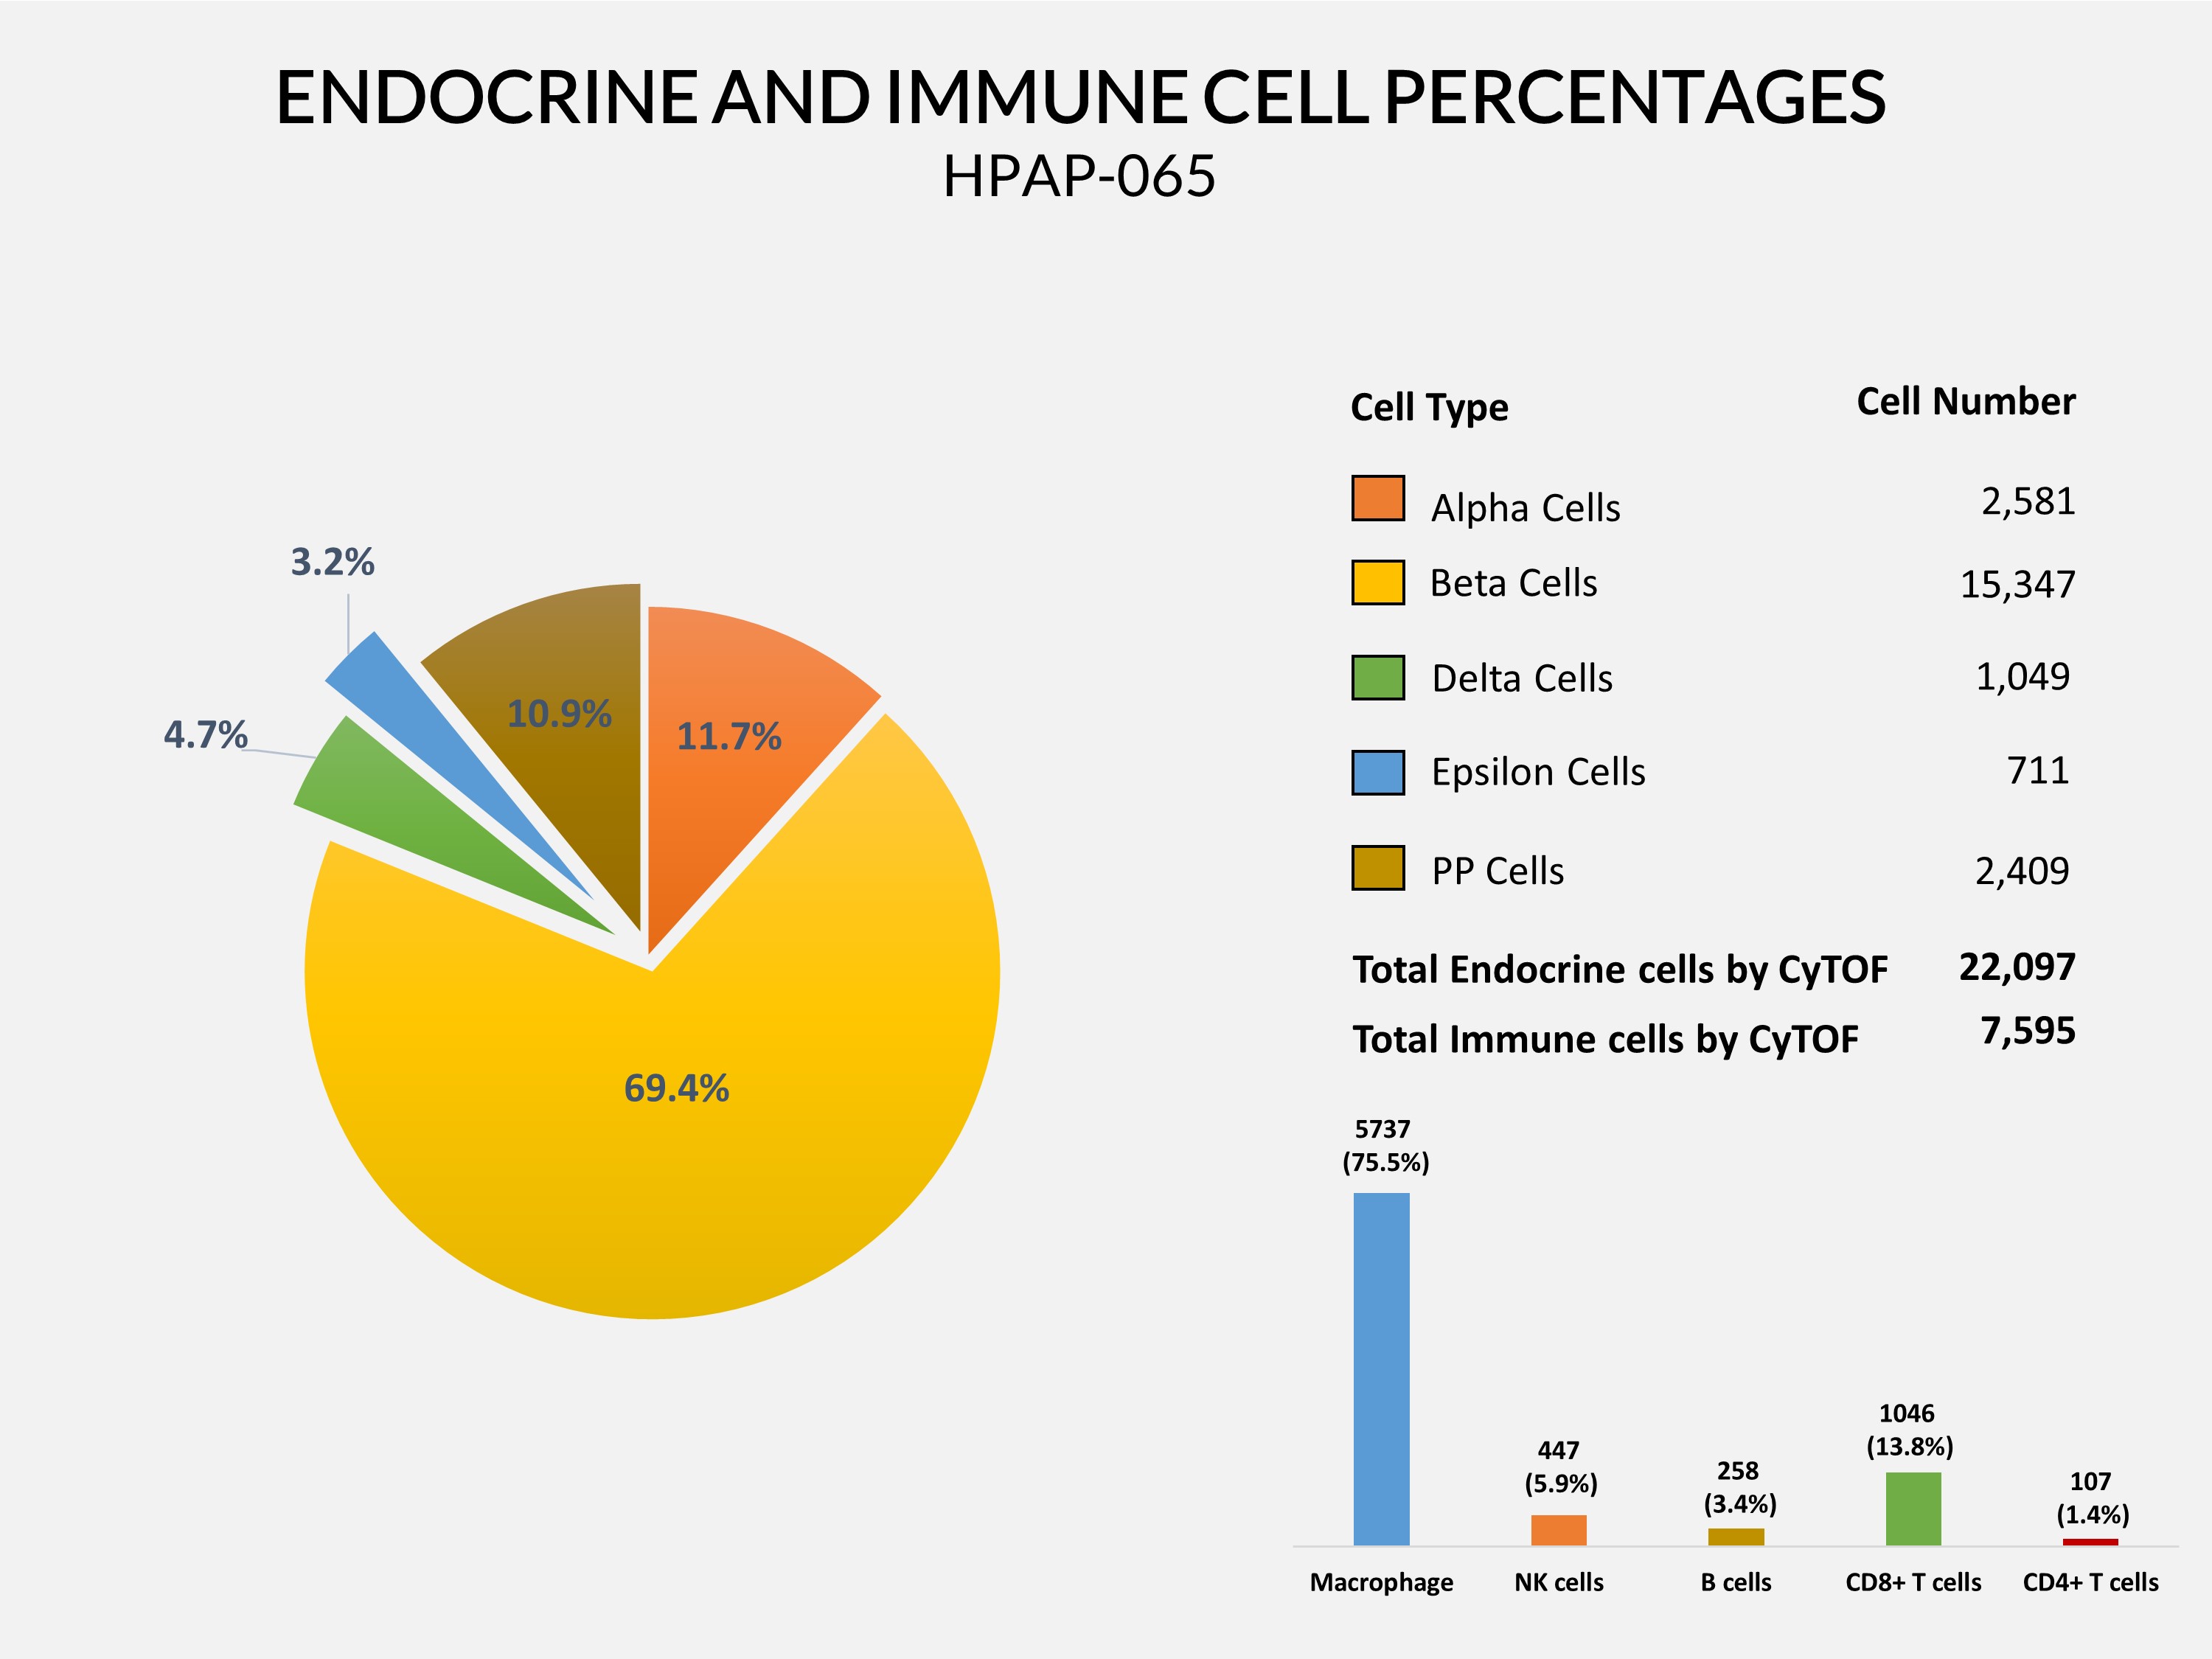 ENDOCRINE AND IMMUNE CELL PERCENTAGES
HPAP-065
3.2%
4.7%
10.9%
11.7%
69.4%
Cell Type Cell Number
Alpha Cells 2,581
Beta Cells 15,347
Delta Cells 1,049
Epsilon Cells 711
PP Cells 2,409
Total Endocrine cells by CyTOF 22,097
Total Immune cells by CyTOF 7,595
5737
(75.5%)
447
(5.9%)
258
(3.4%)
1046
(13.8%)
107
(1.4%)
Macrophage NK cells B cells CD8+ T cells CD4+ T cells